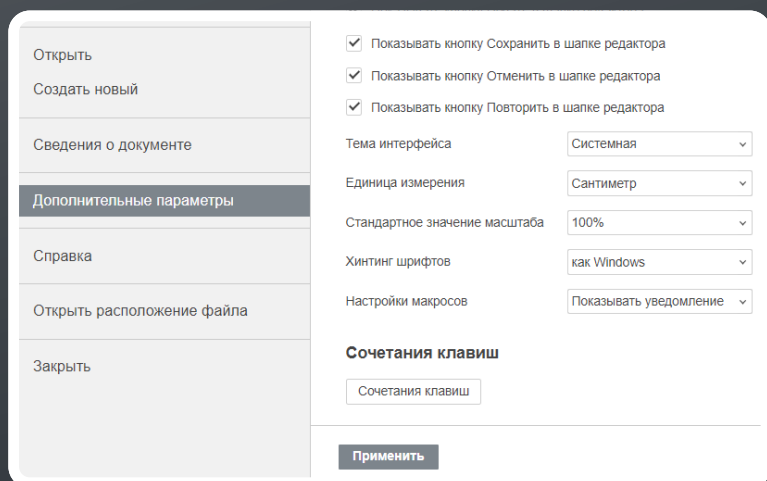 Открыть
Создать новый
Сведения о документе
Дополнительные параметры
Справка
Открыть расположение файла
Закрыть
Показывать кнопку Сохранить в шапке редактора
Показывать кнопку Отменить в шапке редактора
Показывать кнопку Повторить в шапке редактора
Тема интерфейса Системная
Единица измерения Сантиметр
Стандартное значение масштаба 100%
Хинтинг шрифтов как Windows
Настройки макросов Показывать уведомление
Сочетания клавиш
Сочетания клавиш
Применить